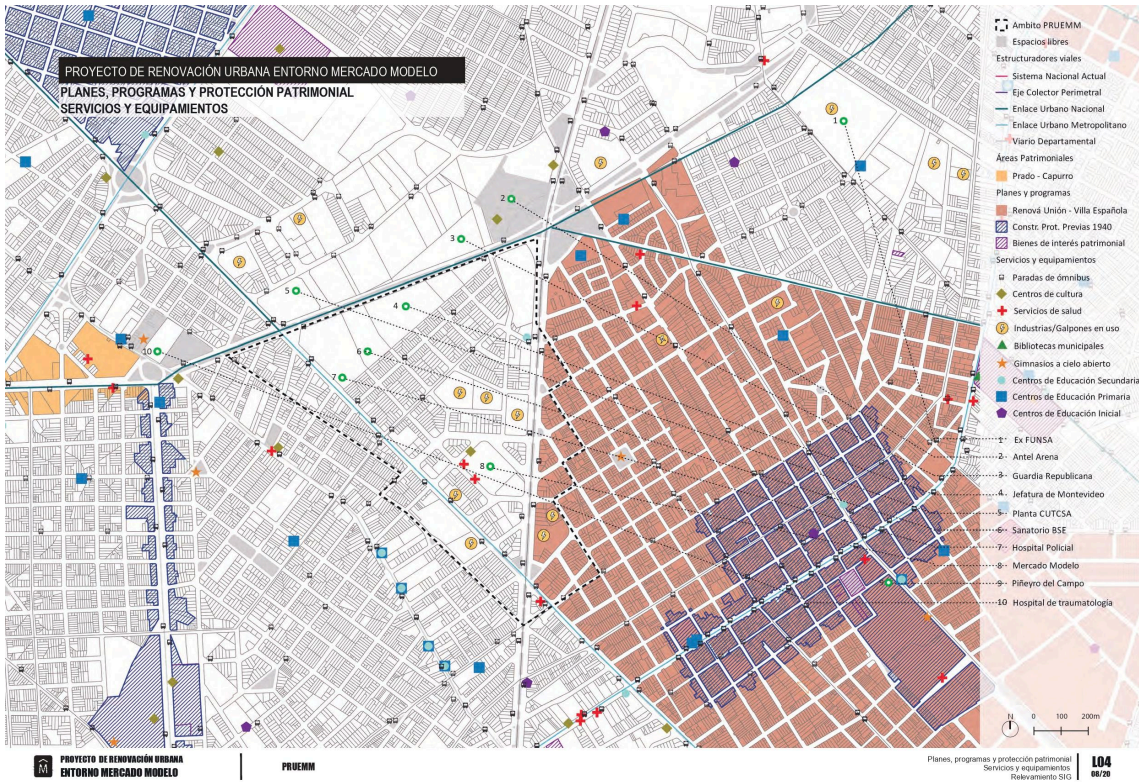 PROYECTO DE RENOVACIÓN URBANA ENTORNO MERCADO MODELO
PLANES, PROGRAMAS Y PROTECCIÓN PATRIMONIAL
SERVICIOS Y EQUIPAMIENTOS
Ámbito PRUEMM
Espacios libres
Estructuradores viales
Sistema Nacional Actual
Eje Colector Perimetral
Enlace Urbano Nacional
Enlace Urbano Metropolitano
Viario Departamental
Áreas Patrimoniales
Prado - Capurro
Planes y programas
Renová Unión - Villa Española
Constr. Prot. Previas 1940
Bienes de interés patrimonial
Servicios y equipamientos
Paradas de ómnibus
Centros de cultura
Servicios de salud
Industrias/Galpones en uso
Bibliotecas municipales
Gimnasios a cielo abierto
Centros de Educación Secundaria
Centros de Educación Primaria
Centros de Educación Inicial
1 Ex FUNSA
2 Antel Arena
3 Guardia Republicana
4 Jefatura de Montevideo
5 Planta CUTCSA
6 Sanatorio BSE
7 Hospital Policial
8 Mercado Modelo
9 Piñeyro del Campo
10 Hospital de traumatología
1
2
3
5
4
6
10
7
8
9
N
0 100 200m
M
PROYECTO DE RENOVACIÓN URBANA
ENTORNO MERCADO MODELO
PRUEMM
Planes, programas y protección patrimonial
Servicios y equipamientos
Relevamiento SIG
L04
08/20